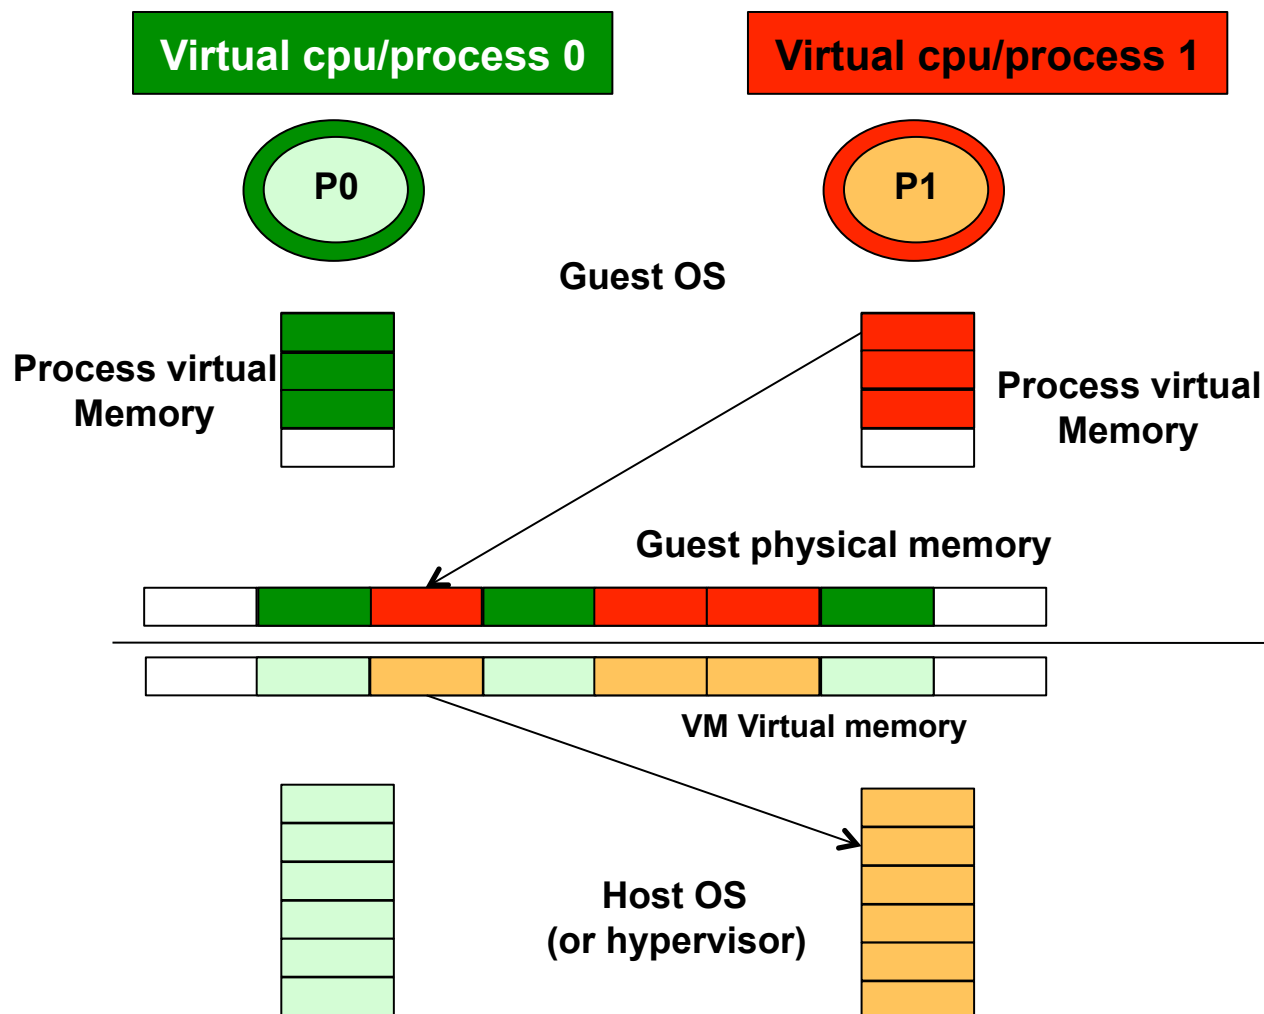 Virtual cpu/process 0
Virtual cpu/process 1
P0
P1
Guest OS
Process virtual
Memory
Process virtual
Memory
Guest physical memory
VM Virtual memory
Host OS
(or hypervisor)